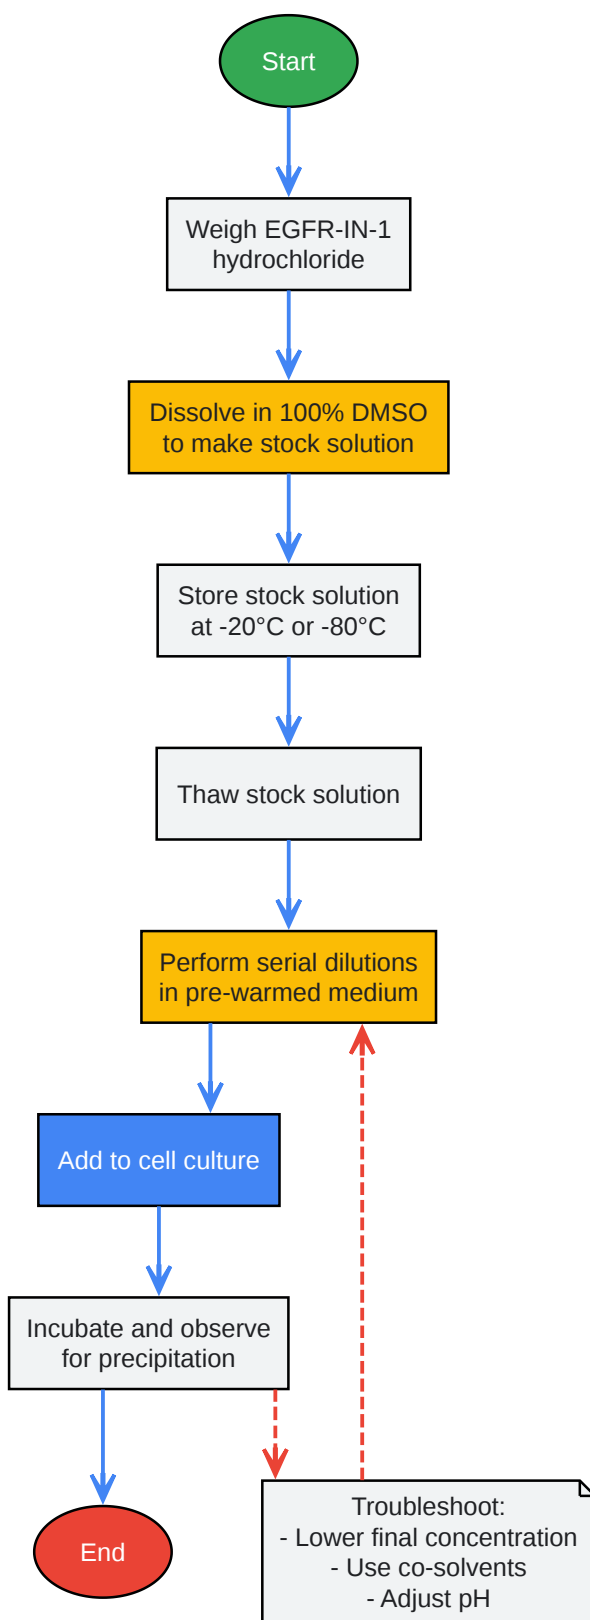 Start
Weigh EGFR-IN-1
hydrochloride
Dissolve in 100% DMSO
to make stock solution
Store stock solution
at -20°C or -80°C
Thaw stock solution
Perform serial dilutions
in pre-warmed medium
Add to cell culture
Incubate and observe
for precipitation
End
Troubleshoot:
- Lower final concentration
- Use co-solvents
- Adjust pH